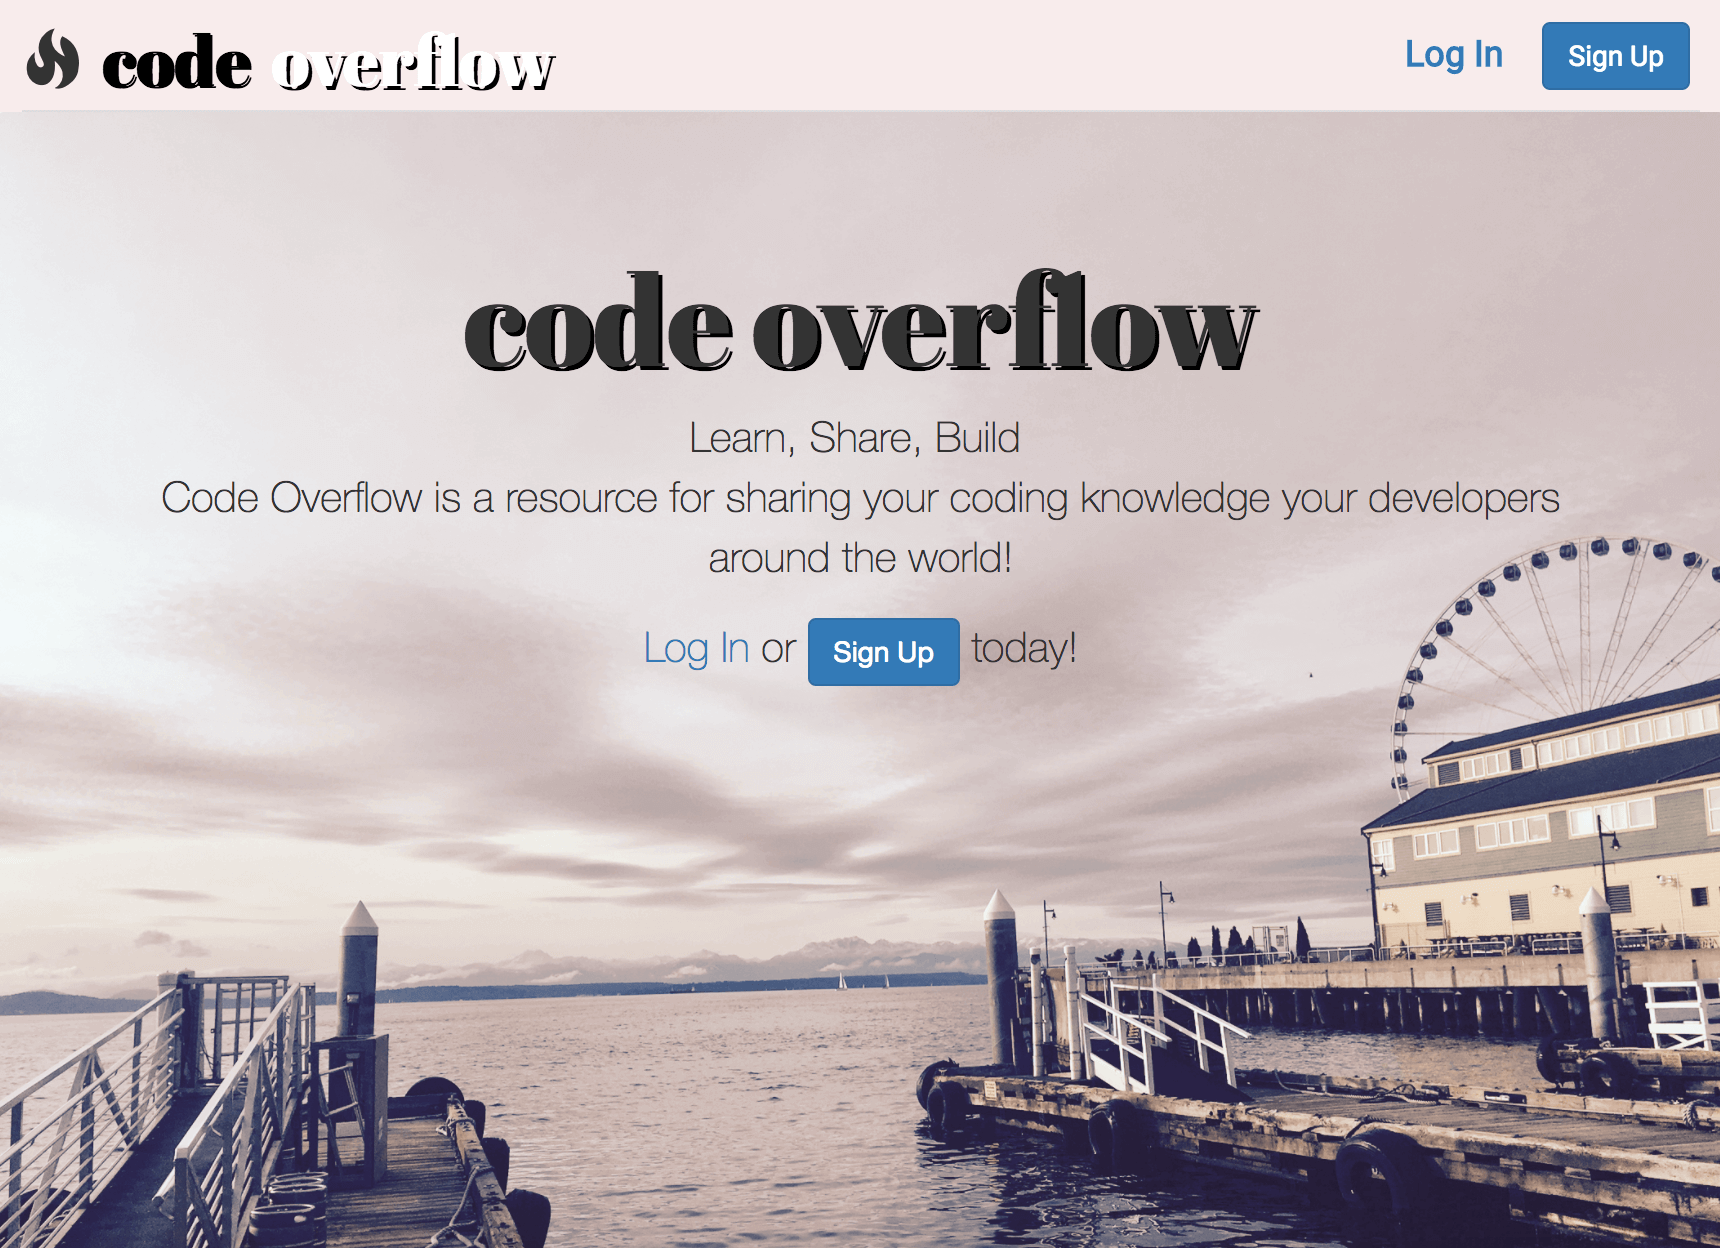 code overflow
Log In
Sign Up
code overflow
Learn, Share, Build
Code Overflow is a resource for sharing your coding knowledge your developers
around the world!
Log In or Sign Up today!